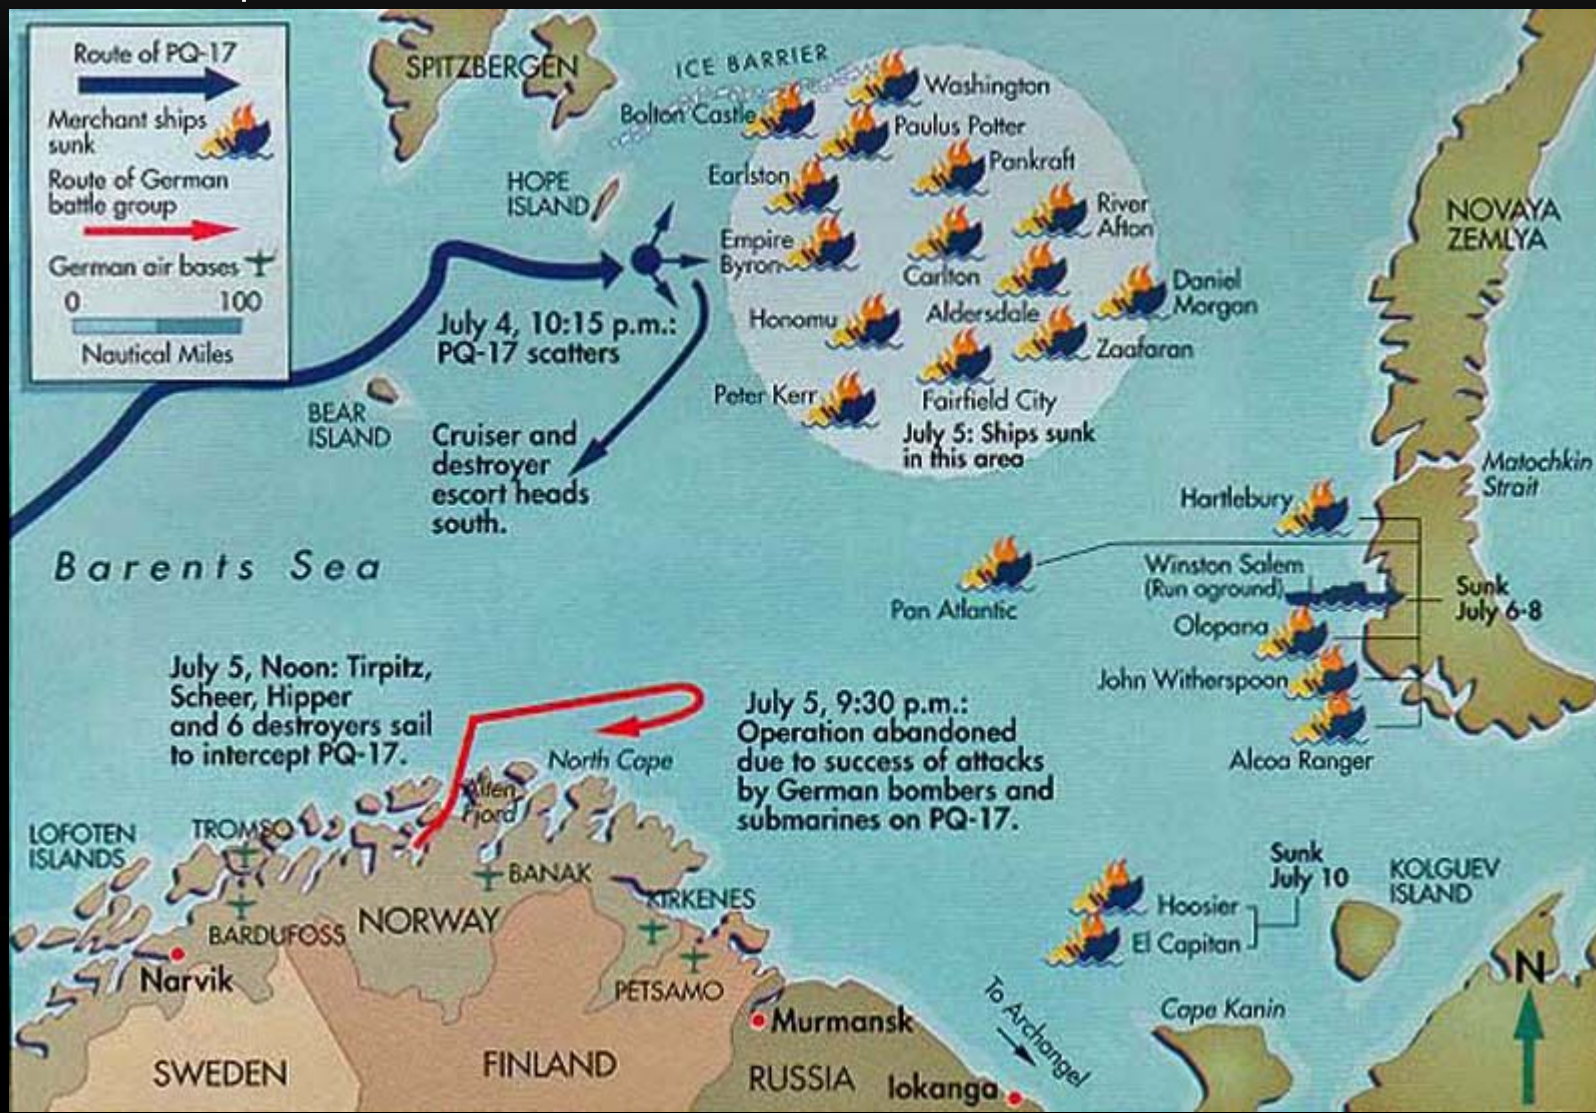 Route of PQ-17
Merchant ships
sunk
Route of German
battle group
German air bases
0 100
Nautical Miles
SPITZBERGEN
ICE BARRIER
Washington
Bolton Castle
Paulus Potter
Pankraft
Earlston
HOPE
ISLAND
River
Afton
NOVAYA
ZEMLYA
Empire
Byron
Carlton
Daniel
Morgan
Honomu
Aldersdale
Zaafaran
July 4, 10:15 p.m.:
PQ-17 scatters
Peter Kerr
Fairfield City
July 5: Ships sunk
in this area
BEAR
ISLAND
Cruiser and
destroyer
escort heads
south.
Matochkin
Strait
Hartlebury
Barents Sea
Pan Atlantic
Winston Salem
(Run aground)
Sunk
July 6-8
Olopana
John Witherspoon
Alcoa Ranger
July 5, Noon: Tirpitz,
Scheer, Hipper
and 6 destroyers sail
to intercept PQ-17.
July 5, 9:30 p.m.:
Operation abandoned
due to success of attacks
by German bombers and
submarines on PQ-17.
North Cape
Alten
Fjord
LOFOTEN
ISLANDS
TROMSO
BANAK
KIRKENES
BARDUFOSS
NORWAY
Narvik
PETSAMO
Sunk
July 10
Hoosier
El Capitan
KOLGUEV
ISLAND
N
Murmansk
To Archangel
Cape Kanin
SWEDEN
FINLAND
RUSSIA
Iokanga